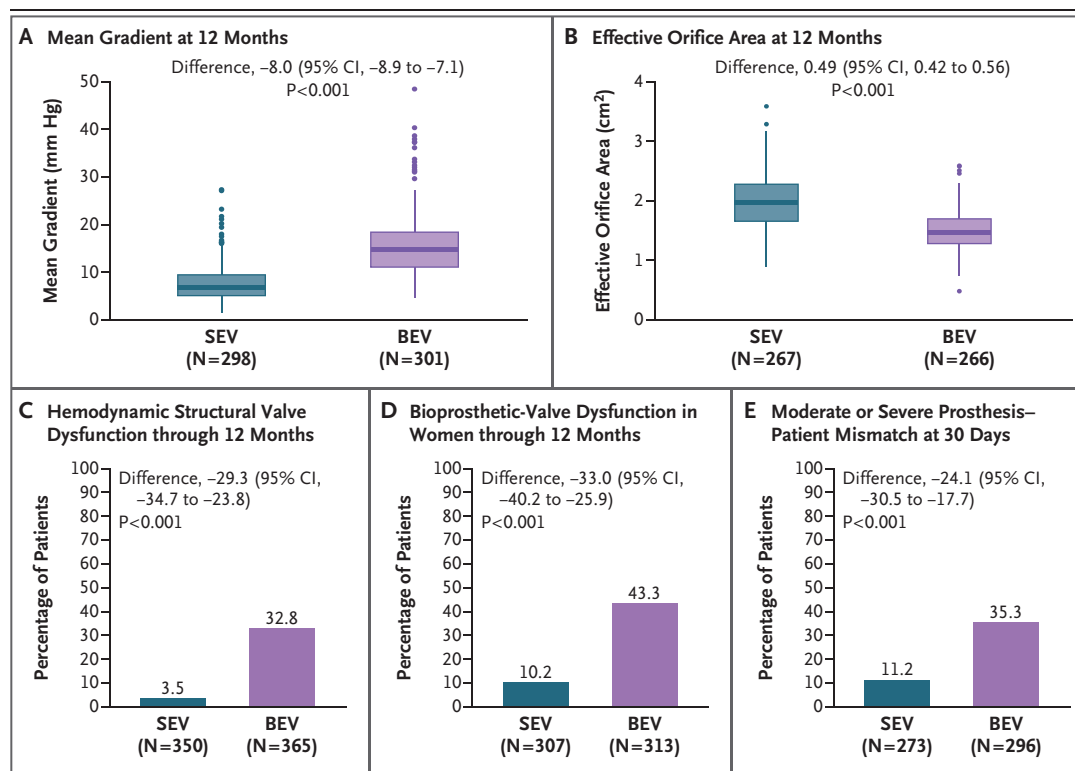 A Mean Gradient at 12 Months
Difference, –8.0 (95% CI, –8.9 to –7.1)
P<0.001
Mean Gradient (mm Hg)
50
40
30
20
10
0
SEV
(N=298)
BEV
(N=301)
B Effective Orifice Area at 12 Months
Difference, 0.49 (95% CI, 0.42 to 0.56)
P<0.001
Effective Orifice Area (cm²)
4
3
2
1
0
SEV
(N=267)
BEV
(N=266)
C Hemodynamic Structural Valve
Dysfunction through 12 Months
Difference, –29.3 (95% CI,
–34.7 to –23.8)
P<0.001
Percentage of Patients
100
90
80
70
60
50
40
30
20
10
0
3.5
32.8
SEV
(N=350)
BEV
(N=365)
D Bioprosthetic-Valve Dysfunction in
Women through 12 Months
Difference, –33.0 (95% CI,
–40.2 to –25.9)
P<0.001
Percentage of Patients
100
90
80
70
60
50
40
30
20
10
0
10.2
43.3
SEV
(N=307)
BEV
(N=313)
E Moderate or Severe Prosthesis–
Patient Mismatch at 30 Days
Difference, –24.1 (95% CI,
–30.5 to –17.7)
P<0.001
Percentage of Patients
100
90
80
70
60
50
40
30
20
10
0
11.2
35.3
SEV
(N=273)
BEV
(N=296)